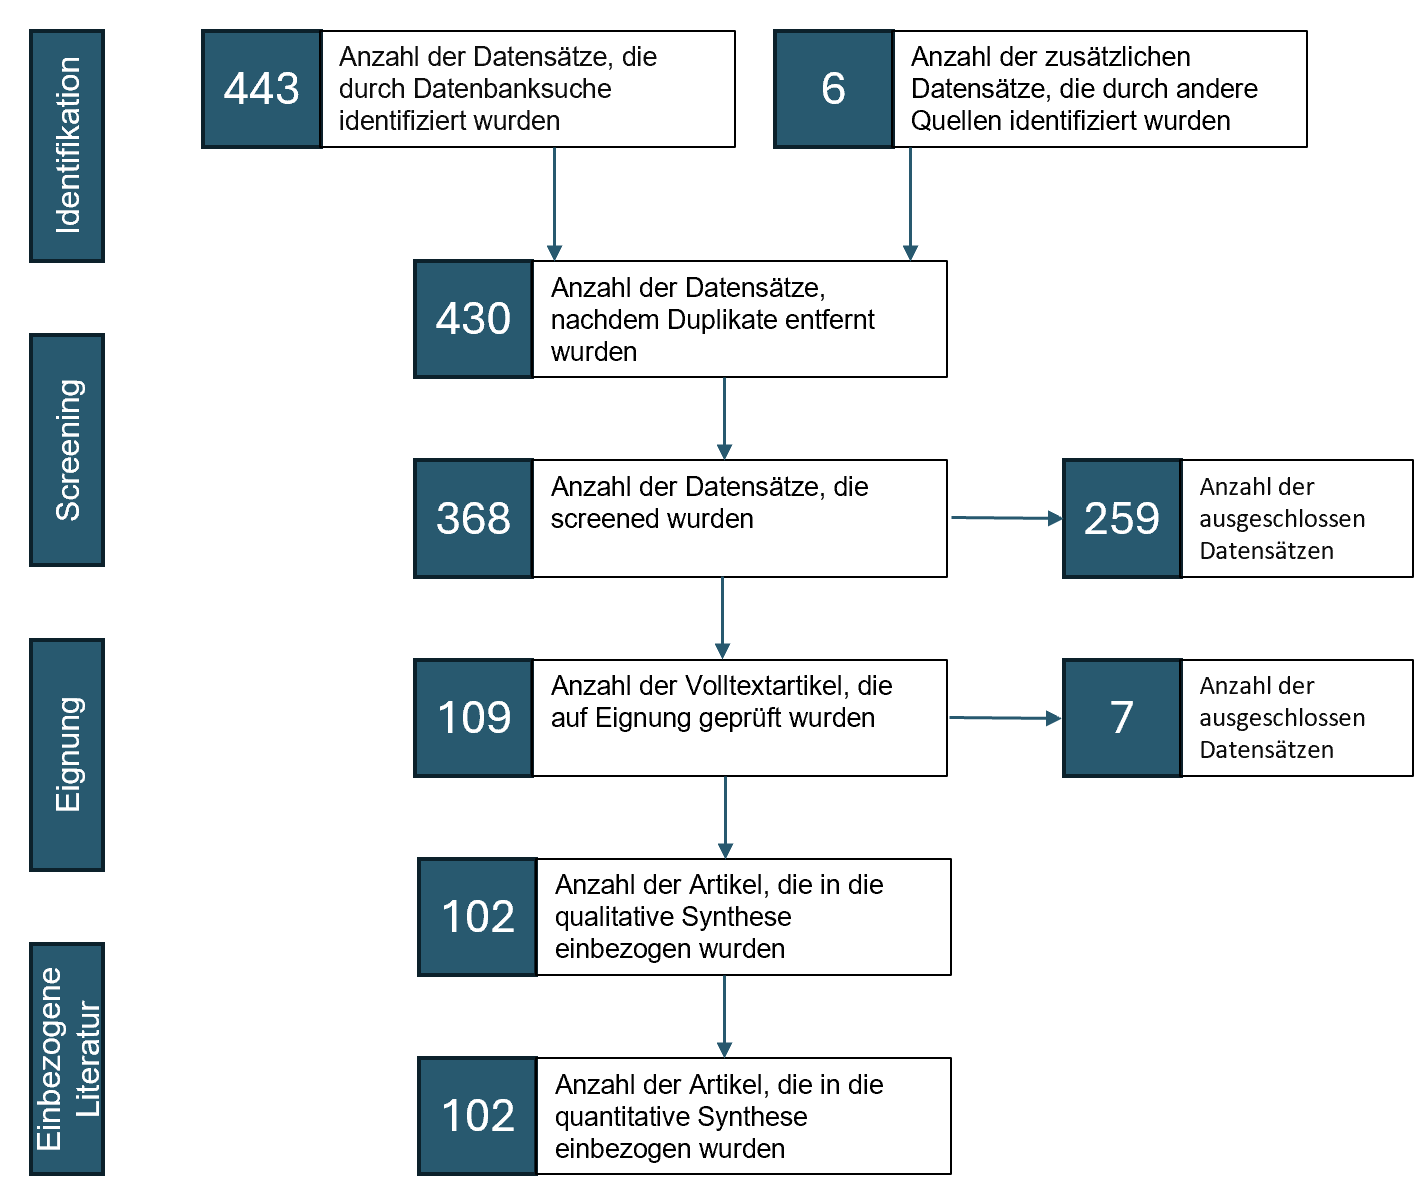 Identifikation
443
Anzahl der Datensätze, die
durch Datenbanksuche
identifiziert wurden
6
Anzahl der zusätzlichen
Datensätze, die durch andere
Quellen identifiziert wurden
430
Anzahl der Datensätze,
nachdem Duplikate entfernt
wurden
Screening
368
Anzahl der Datensätze, die
screened wurden
259
Anzahl der
ausgeschlossen
Datensätzen
Eignung
109
Anzahl der Volltextartikel, die
auf Eignung geprüft wurden
7
Anzahl der
ausgeschlossen
Datensätzen
102
Anzahl der Artikel, die in die
qualitative Synthese
einbezogen wurden
Einbezogene
Literatur
102
Anzahl der Artikel, die in die
quantitative Synthese
einbezogen wurden